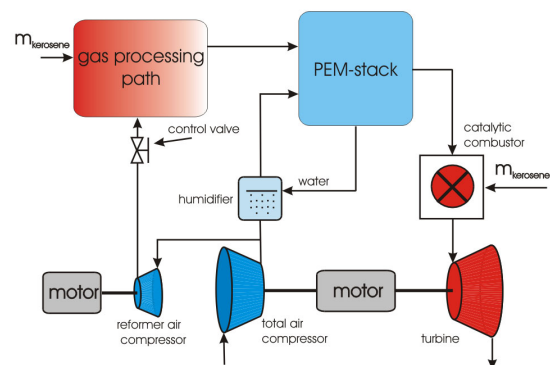 m kerosene
gas processing
path
PEM-stack
control valve
catalytic
combustor
water
humidifier
m kerosene
motor
motor
reformer air
compressor
total air
compressor
turbine